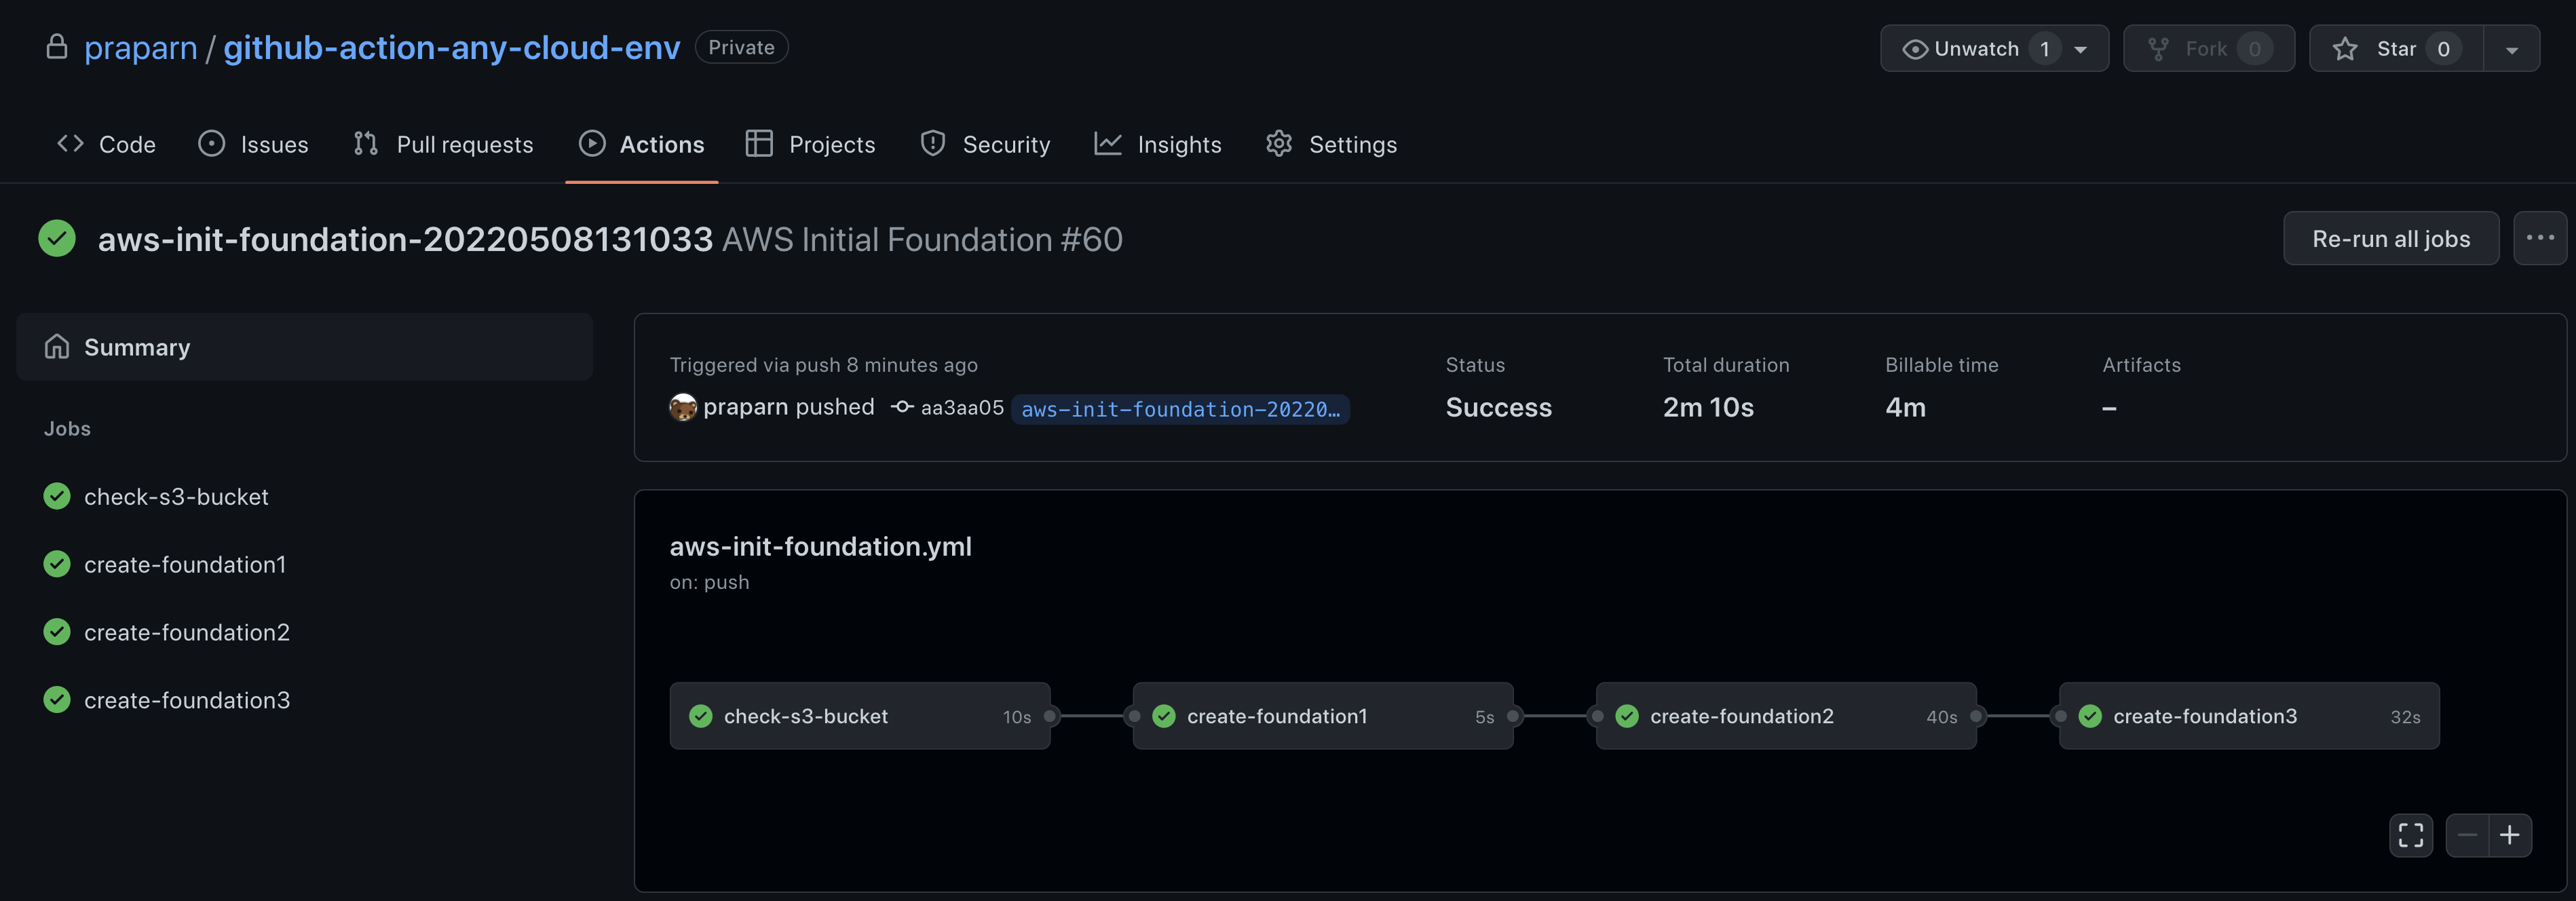 praparn / github-action-any-cloud-env Private
Unwatch 1 Fork 0 Star 0
Code Issues Pull requests Actions Projects Security Insights Settings
aws-init-foundation-20220508131033 AWS Initial Foundation #60
Re-run all jobs
Summary
Jobs
check-s3-bucket
create-foundation1
create-foundation2
create-foundation3
Triggered via push 8 minutes ago
praparn pushed aa3aa05 aws-init-foundation-20220…
Status
Success
Total duration
2m 10s
Billable time
4m
Artifacts
–
aws-init-foundation.yml
on: push
check-s3-bucket 10s
create-foundation1 5s
create-foundation2 40s
create-foundation3 32s